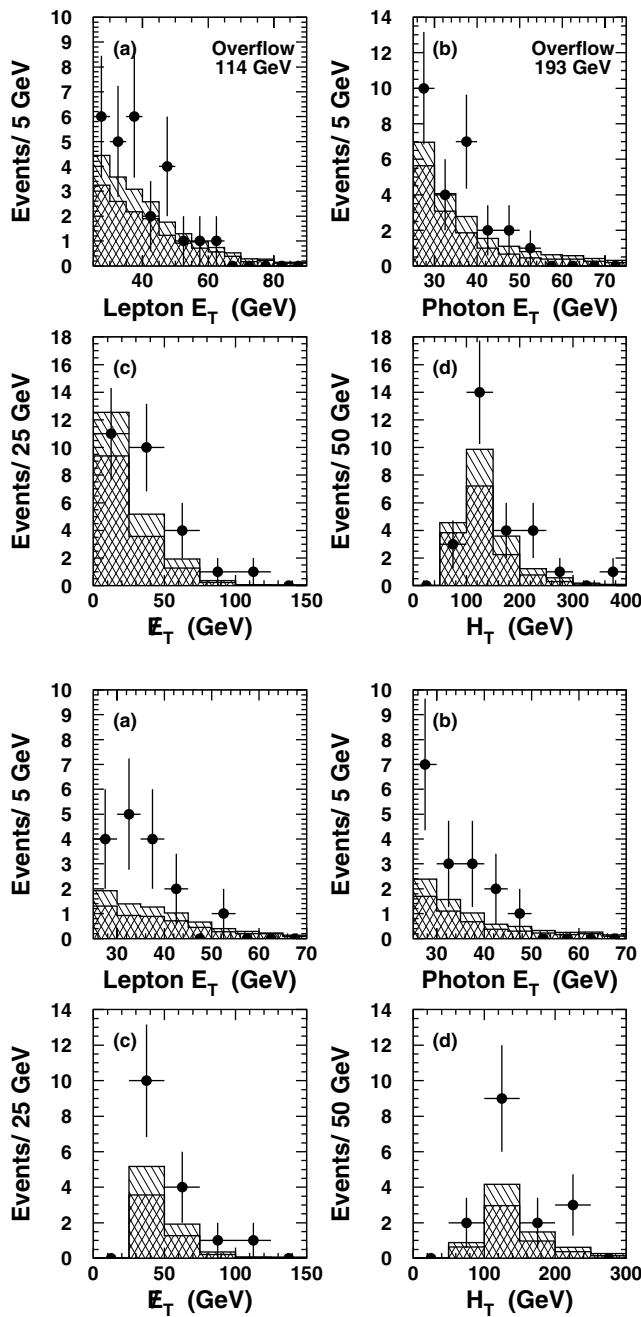 (a) Overflow
114 GeV
Events/ 5 GeV
10
9
8
7
6
5
4
3
2
1
0
40 60 80
Lepton E_T (GeV)
(b) Overflow
193 GeV
Events/ 5 GeV
14
12
10
8
6
4
2
0
30 40 50 60 70
Photon E_T (GeV)
(c)
Events/ 25 GeV
18
16
14
12
10
8
6
4
2
0
0 50 100 150
E̸_T (GeV)
(d)
Events/ 50 GeV
18
16
14
12
10
8
6
4
2
0
0 100 200 300 400
H_T (GeV)
(a)
Events/ 5 GeV
10
9
8
7
6
5
4
3
2
1
0
30 40 50 60 70
Lepton E_T (GeV)
(b)
Events/ 5 GeV
10
9
8
7
6
5
4
3
2
1
0
30 40 50 60 70
Photon E_T (GeV)
(c)
Events/ 25 GeV
14
12
10
8
6
4
2
0
0 50 100 150
E̸_T (GeV)
(d)
Events/ 50 GeV
14
12
10
8
6
4
2
0
0 100 200 300
H_T (GeV)